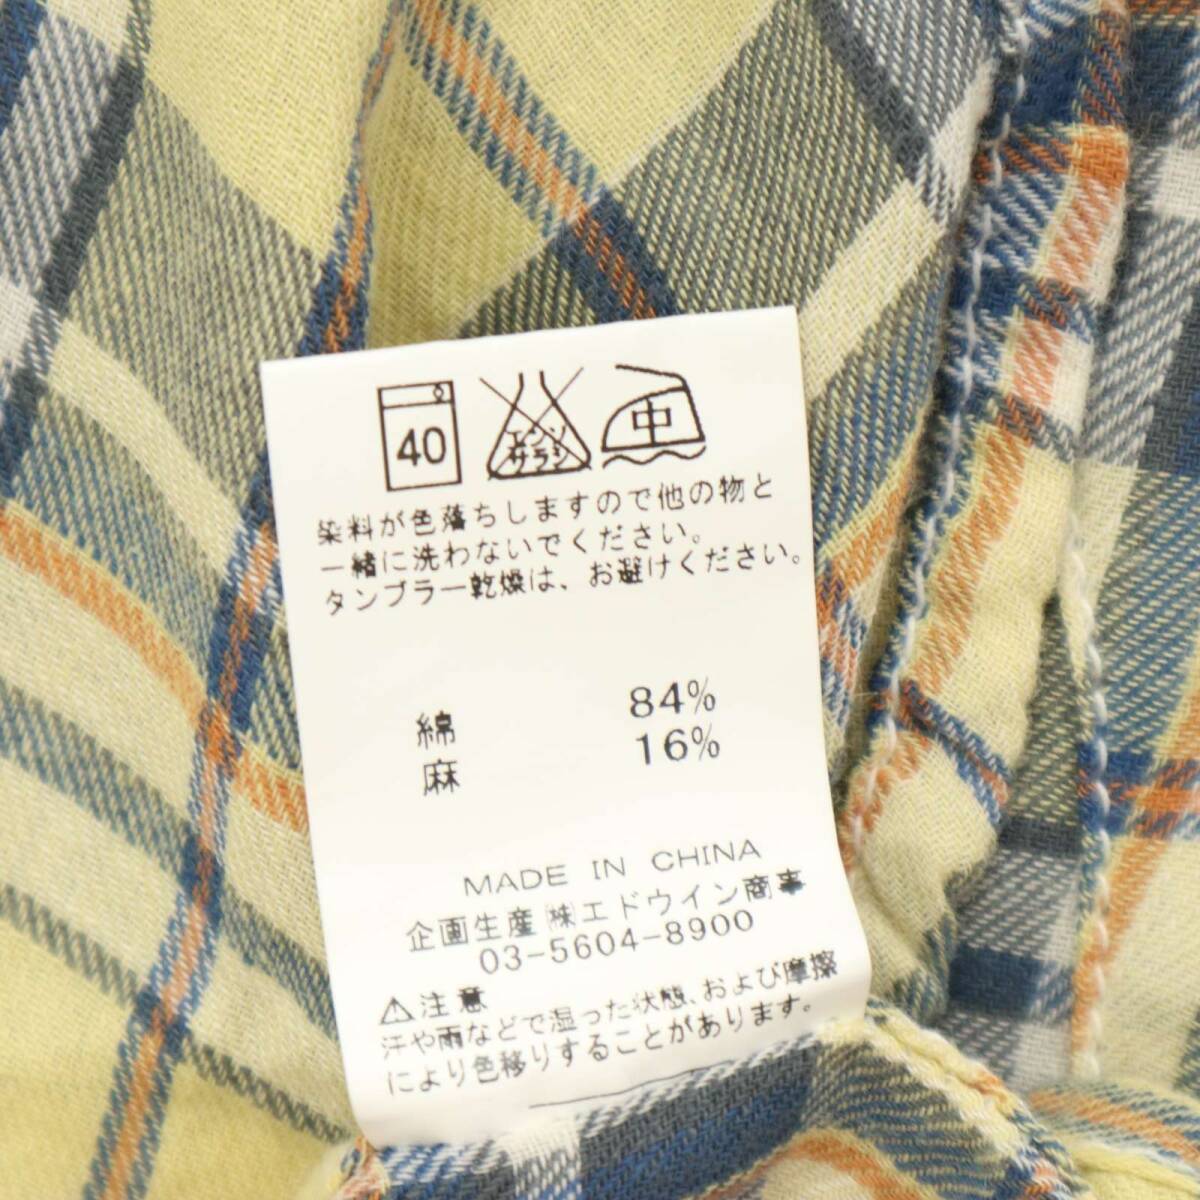 40
エンソ
サラシ
中
染料が色落ちしますので他の物と
一緒に洗わないでください。
タンブラー乾燥は、お避けください。
綿 84%
麻 16%
MADE IN CHINA
企画生産㈱エドウイン商事
03-5604-8900
⚠注意
汗や雨などで湿った状態、および摩擦
により色移りすることがあります。